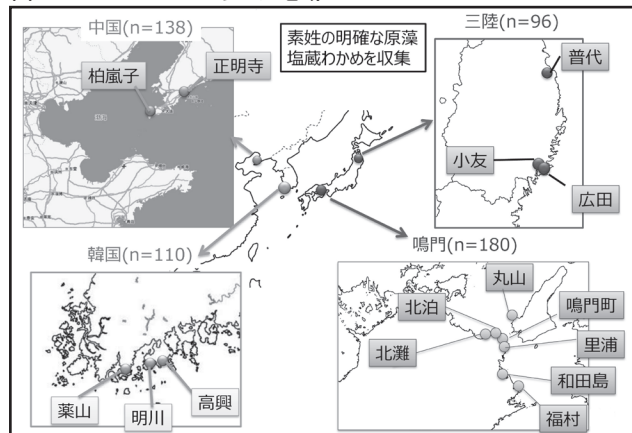 中国(n=138)
柏嵐子
正明寺
素性の明確な原藻
塩蔵わかめを収集
三陸(n=96)
普代
小友
広田
韓国(n=110)
薬山
明川
高興
鳴門(n=180)
丸山
北泊
鳴門町
北灘
里浦
和田島
福村